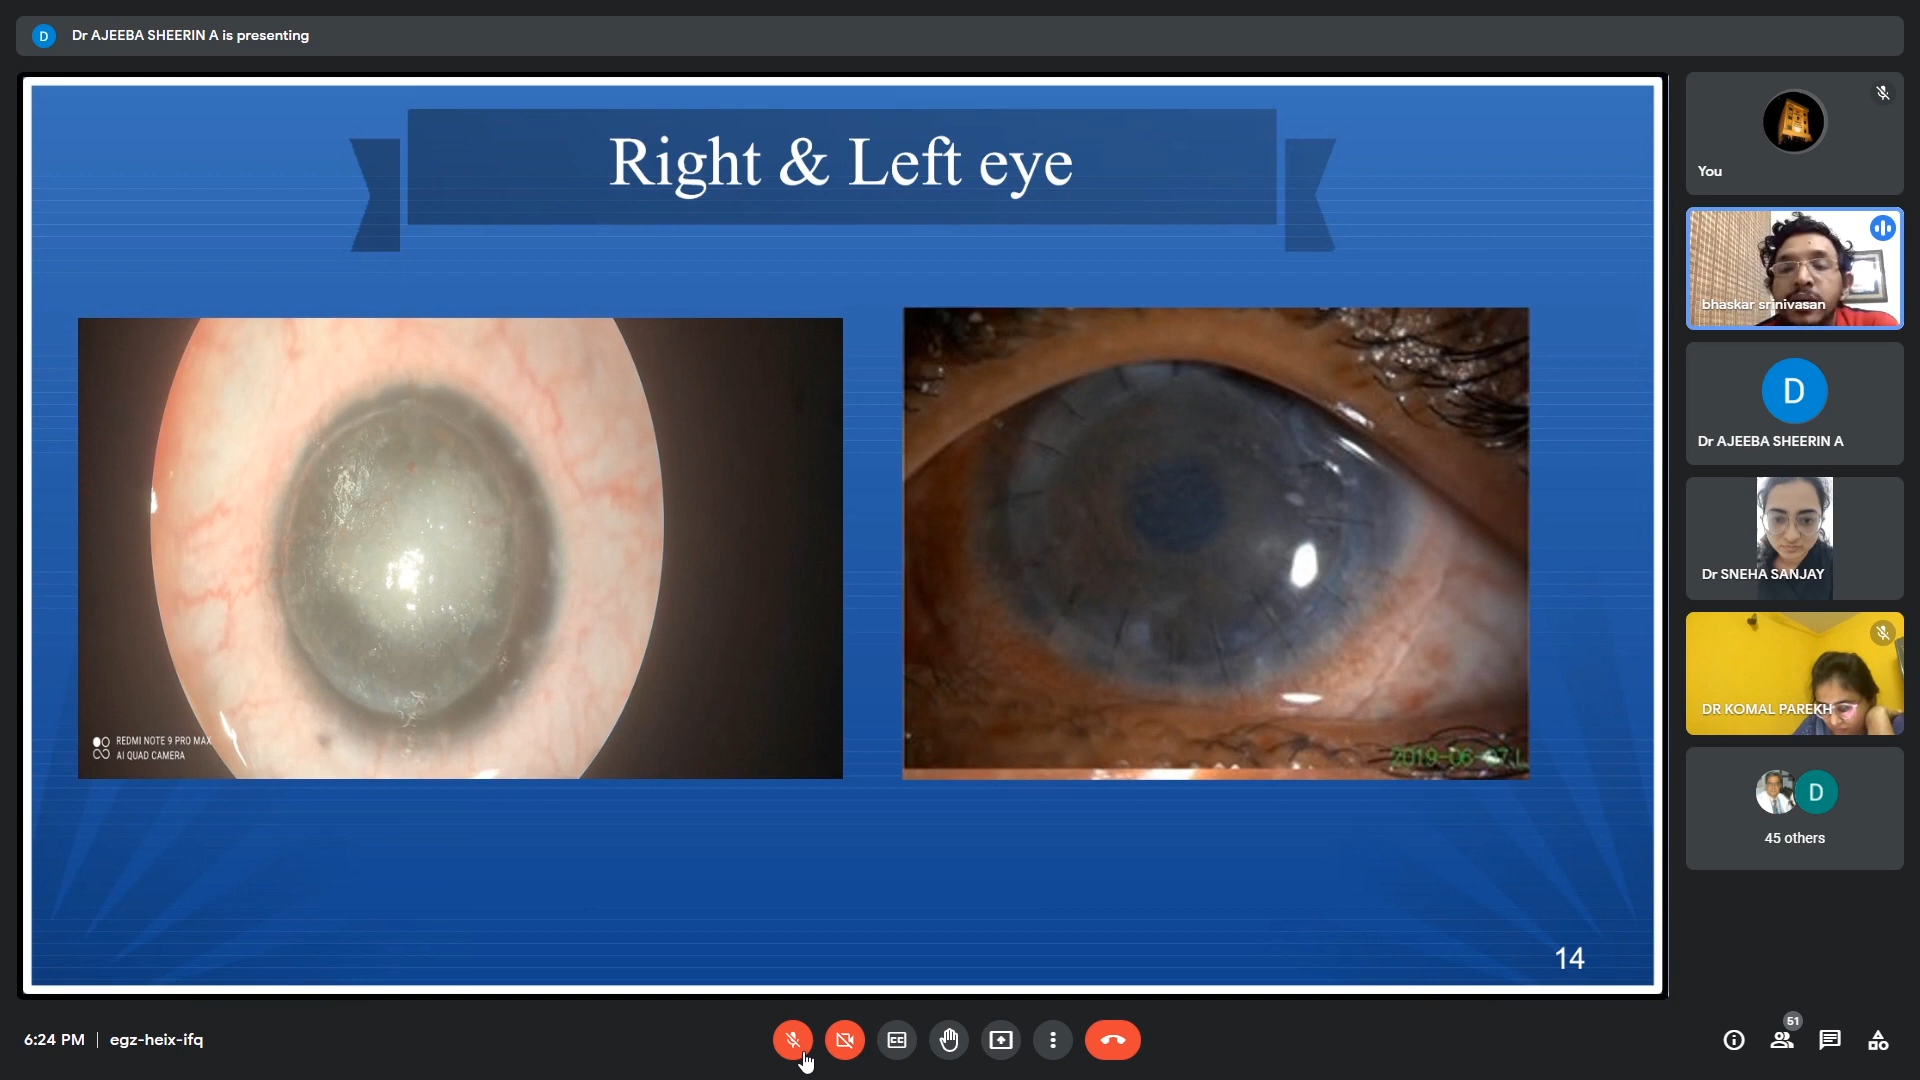 D
Dr AJEEBA SHEERIN A is presenting
Right & Left eye
REDMI NOTE 9 PRO MAX
AI QUAD CAMERA
14
You
bhaskar srinivasan
D
Dr AJEEBA SHEERIN A
Dr SNEHA SANJAY
DR KOMAL PAREKH
D
45 others
6:24 PM
egz-heix-ifq
CC
51